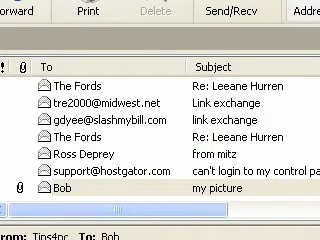 orward Print Delete Send/Recv Addre
! To Subject
The Fords Re: Leeane Hurren
tre2000@midwest.net Link exchange
gdyee@slashmybill.com link exchange
The Fords Re: Leeane Hurren
Ross Deprey from mitz
support@hostgator.com can't login to my control pa
Bob my picture
rom: Tips4pc To: Bob